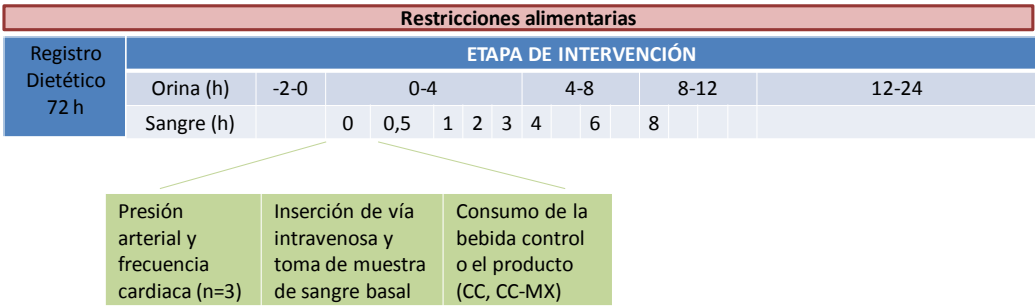 Restricciones alimentarias
Registro
Dietético
72 h
ETAPA DE INTERVENCIÓN
Orina (h) -2-0 0-4 4-8 8-12 12-24
Sangre (h) 0 0,5 1 2 3 4 6 8
Presión
arterial y
frecuencia
cardiaca (n=3)
Inserción de vía
intravenosa y
toma de muestra
de sangre basal
Consumo de la
bebida control
o el producto
(CC, CC-MX)